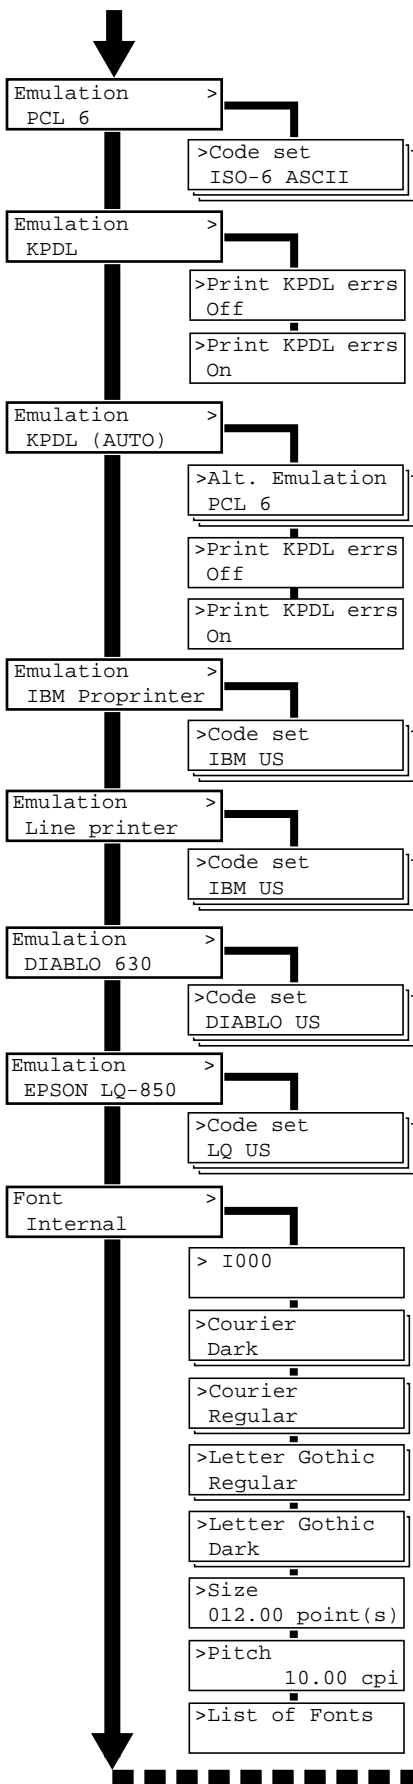 Emulation >
PCL 6
>Code set
ISO-6 ASCII
Emulation >
KPDL
>Print KPDL errs
Off
>Print KPDL errs
On
Emulation >
KPDL (AUTO)
>Alt. Emulation
PCL 6
>Print KPDL errs
Off
>Print KPDL errs
On
Emulation >
IBM Proprinter
>Code set
IBM US
Emulation >
Line printer
>Code set
IBM US
Emulation >
DIABLO 630
>Code set
DIABLO US
Emulation >
EPSON LQ-850
>Code set
LQ US
Font >
Internal
> I000
>Courier
Dark
>Courier
Regular
>Letter Gothic
Regular
>Letter Gothic
Dark
>Size
012.00 point(s)
>Pitch
10.00 cpi
>List of Fonts